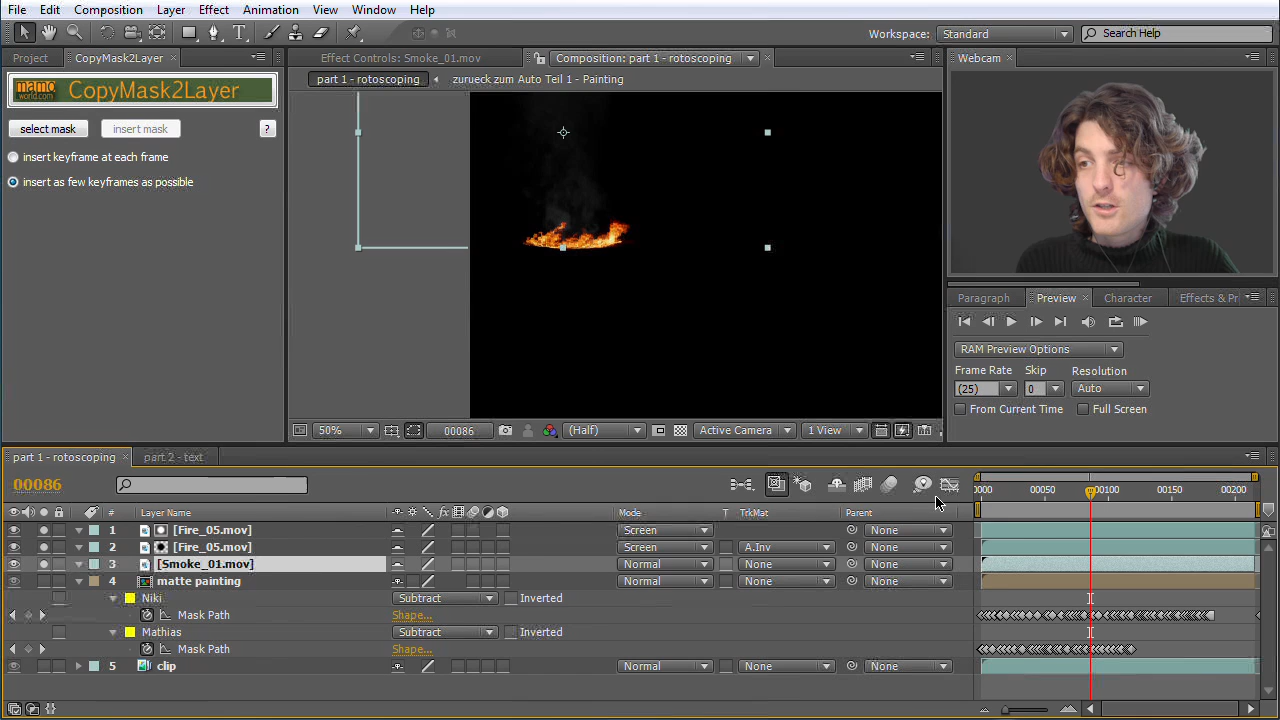 File Edit Composition Layer Effect Animation View Window Help
Workspace: Standard Search Help
Project CopyMask2Layer Effect Controls: Smoke_01.mov Composition: part 1 - rotoscoping Webcam
mamoworld.com CopyMask2Layer
part 1 - rotoscoping zurueck zum Auto Teil 1 - Painting
select mask insert mask ?
insert keyframe at each frame
insert as few keyframes as possible
Paragraph Preview Character Effects & Pr
RAM Preview Options
Frame Rate Skip Resolution
(25) 0 Auto
From Current Time Full Screen
50% 00086 (Half) Active Camera 1 View
part 1 - rotoscoping part 2 - text
00086 0000 00050 00100 00150 00200
Layer Name fx Mode T TrkMat Parent
1 [Fire_05.mov] Screen None
2 [Fire_05.mov] Screen A.Inv None
3 [Smoke_01.mov] Normal None None
4 matte painting Normal None None
Niki Subtract Inverted
Mask Path Shape...
Mathias Subtract Inverted
Mask Path Shape...
5 clip Normal None None